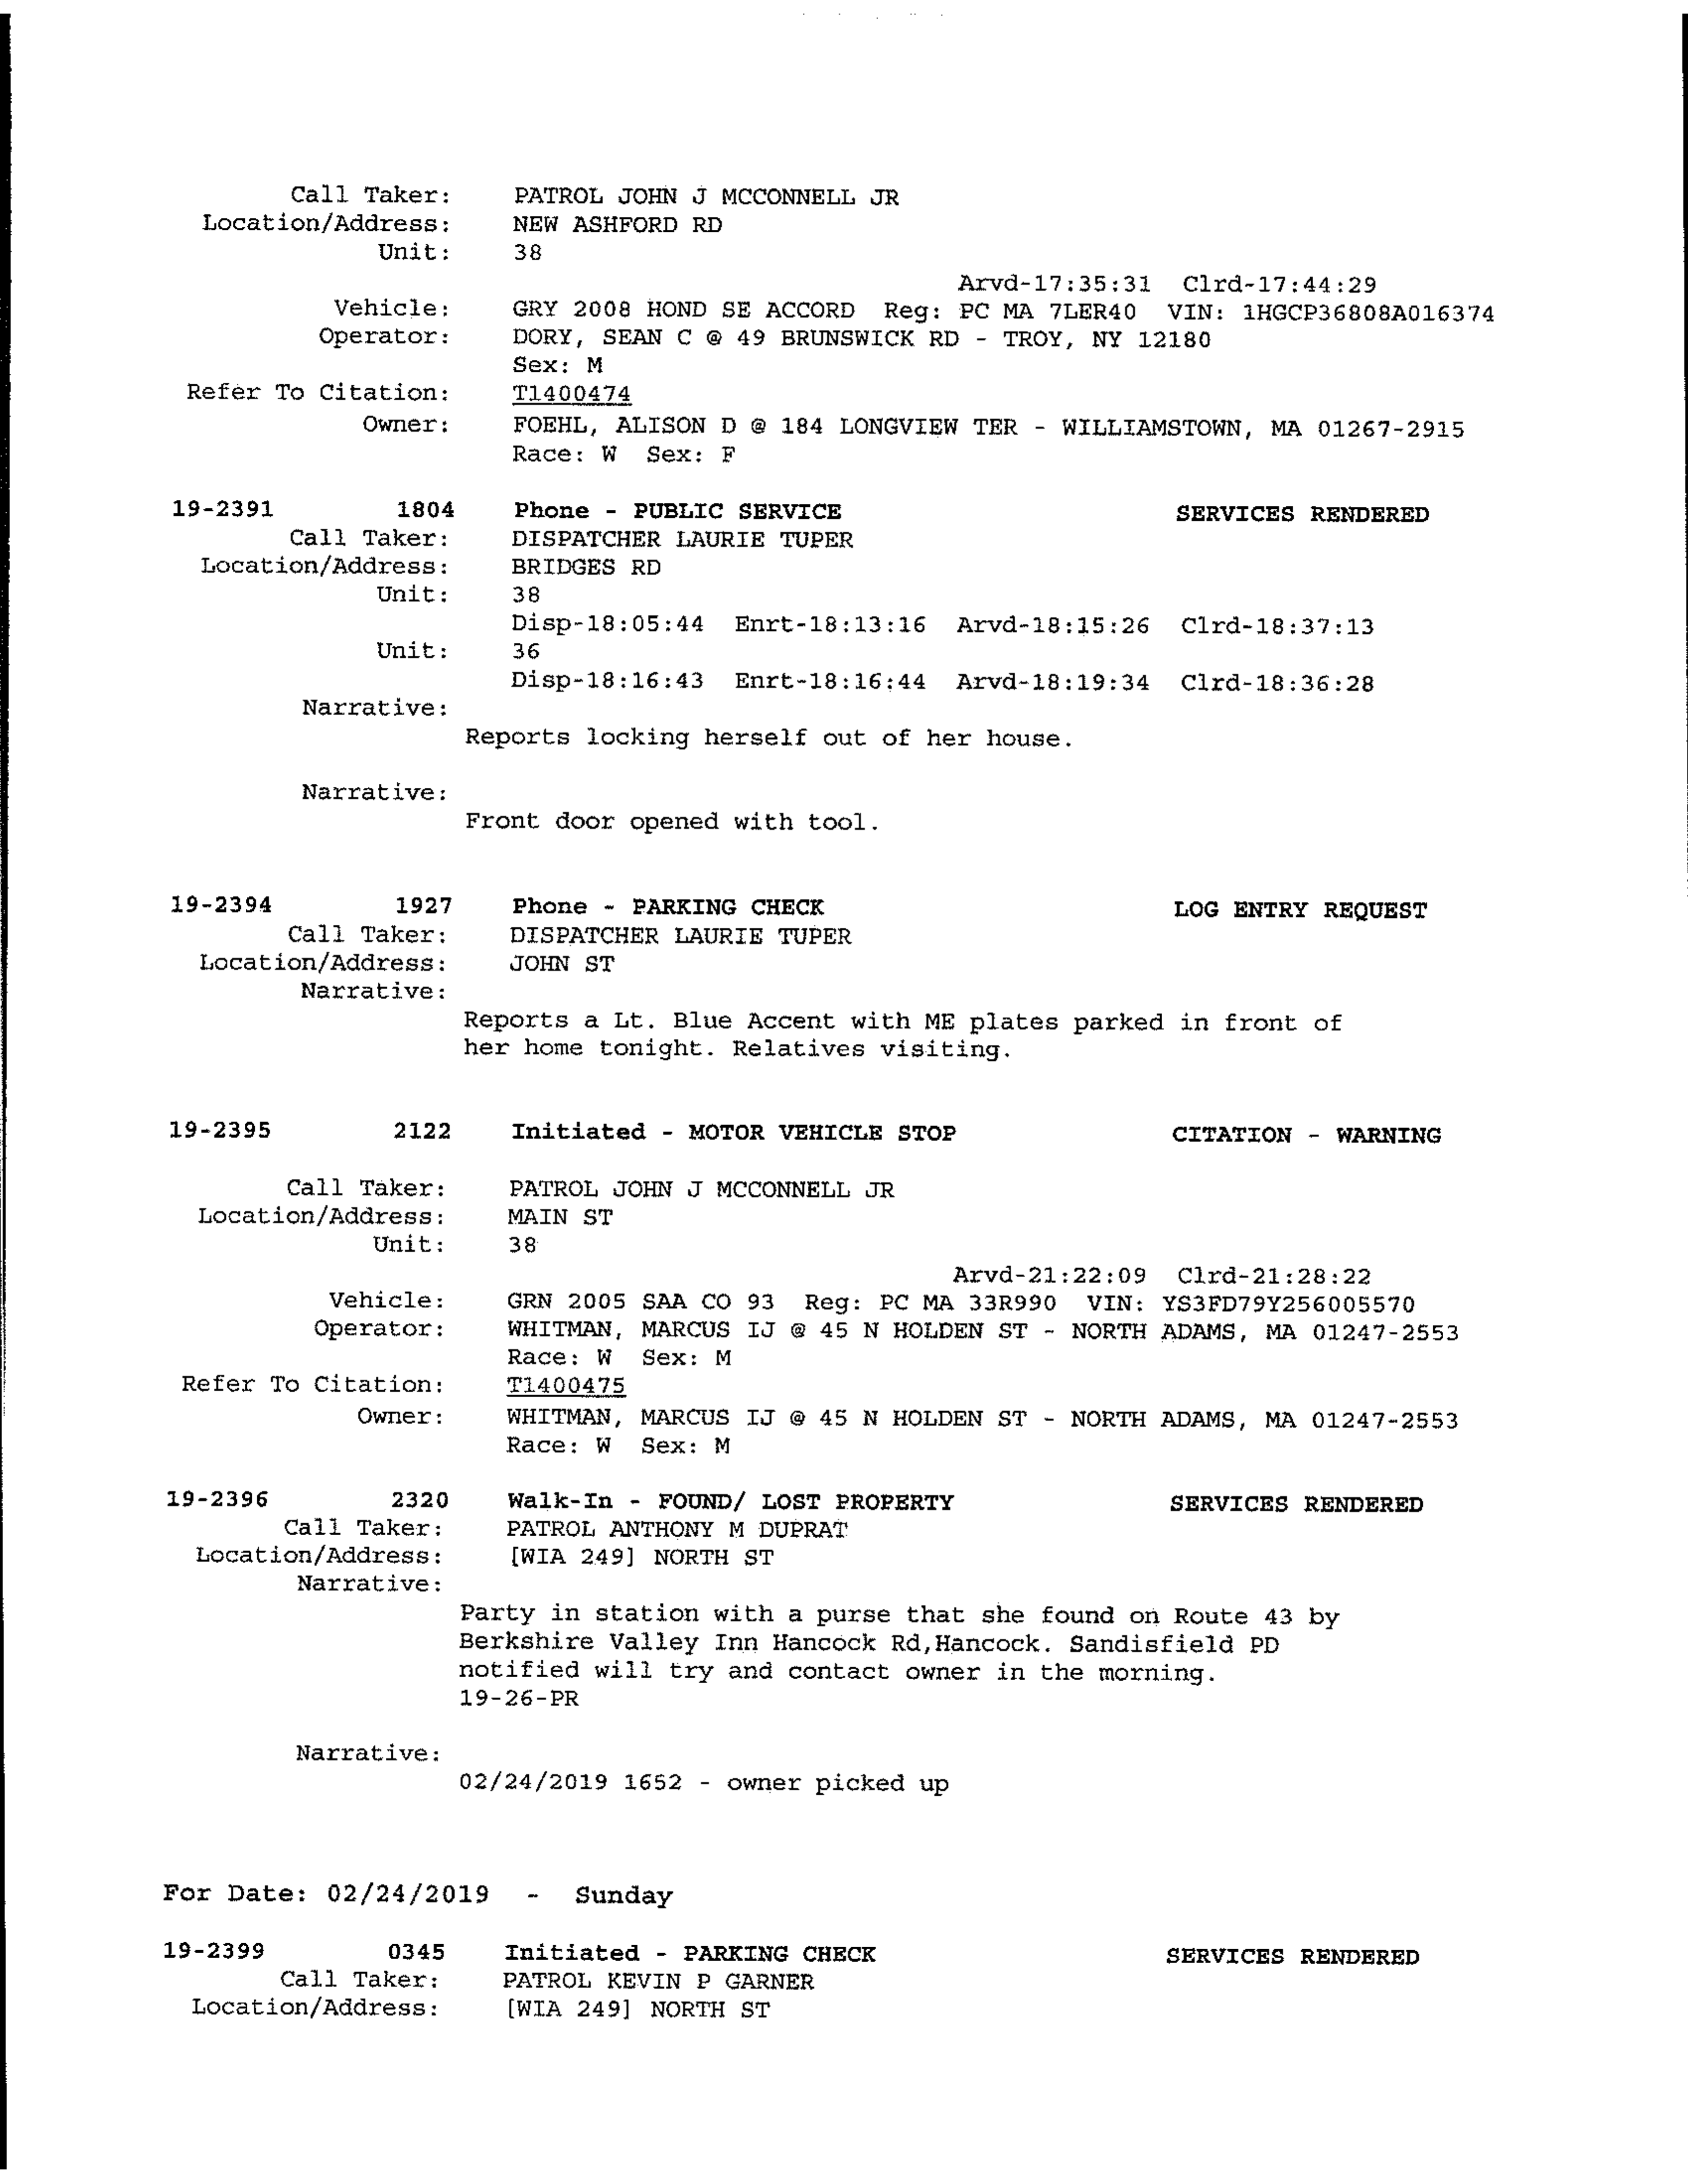 Call Taker: PATROL JOHN J MCCONNELL JR
Location/Address: NEW ASHFORD RD
Unit: 38
Arvd-17:35:31 Clrd-17:44:29
Vehicle: GRY 2008 HOND SE ACCORD Reg: PC MA 7LER40 VIN: 1HGCP36808A016374
Operator: DORY, SEAN C @ 49 BRUNSWICK RD - TROY, NY 12180
Sex: M
Refer To Citation: T1400474
Owner: FOEHL, ALISON D @ 184 LONGVIEW TER - WILLIAMSTOWN, MA 01267-2915
Race: W Sex: F
19-2391 1804 Phone - PUBLIC SERVICE SERVICES RENDERED
Call Taker: DISPATCHER LAURIE TUPER
Location/Address: BRIDGES RD
Unit: 38
Disp-18:05:44 Enrt-18:13:16 Arvd-18:15:26 Clrd-18:37:13
Unit: 36
Disp-18:16:43 Enrt-18:16:44 Arvd-18:19:34 Clrd-18:36:28
Narrative:
Reports locking herself out of her house.
Narrative:
Front door opened with tool.
19-2394 1927 Phone - PARKING CHECK LOG ENTRY REQUEST
Call Taker: DISPATCHER LAURIE TUPER
Location/Address: JOHN ST
Narrative:
Reports a Lt. Blue Accent with ME plates parked in front of
her home tonight. Relatives visiting.
19-2395 2122 Initiated - MOTOR VEHICLE STOP CITATION - WARNING
Call Taker: PATROL JOHN J MCCONNELL JR
Location/Address: MAIN ST
Unit: 38
Arvd-21:22:09 Clrd-21:28:22
Vehicle: GRN 2005 SAA CO 93 Reg: PC MA 33R990 VIN: YS3FD79Y256005570
Operator: WHITMAN, MARCUS IJ @ 45 N HOLDEN ST - NORTH ADAMS, MA 01247-2553
Race: W Sex: M
Refer To Citation: T1400475
Owner: WHITMAN, MARCUS IJ @ 45 N HOLDEN ST - NORTH ADAMS, MA 01247-2553
Race: W Sex: M
19-2396 2320 Walk-In - FOUND/ LOST PROPERTY SERVICES RENDERED
Call Taker: PATROL ANTHONY M DUPRAT
Location/Address: [WIA 249] NORTH ST
Narrative:
Party in station with a purse that she found on Route 43 by
Berkshire Valley Inn Hancock Rd,Hancock. Sandisfield PD
notified will try and contact owner in the morning.
19-26-PR
Narrative:
02/24/2019 1652 - owner picked up
For Date: 02/24/2019 - Sunday
19-2399 0345 Initiated - PARKING CHECK SERVICES RENDERED
Call Taker: PATROL KEVIN P GARNER
Location/Address: [WIA 249] NORTH ST